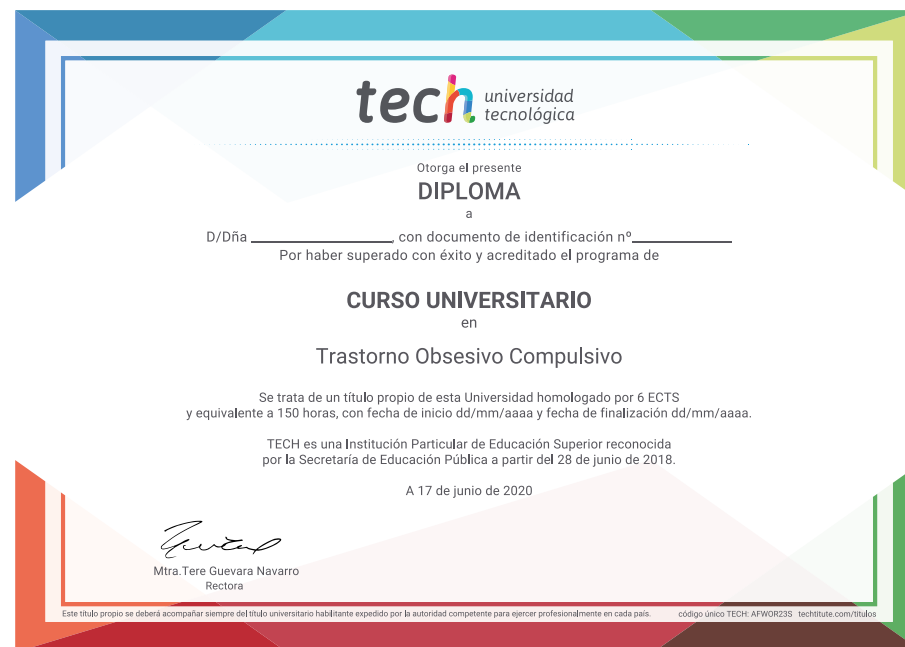 tech universidad
tecnológica
Otorga el presente
DIPLOMA
a
D/Dña ____________________, con documento de identificación nº______________
Por haber superado con éxito y acreditado el programa de
CURSO UNIVERSITARIO
en
Trastorno Obsesivo Compulsivo
Se trata de un título propio de esta Universidad homologado por 6 ECTS
y equivalente a 150 horas, con fecha de inicio dd/mm/aaaa y fecha de finalización dd/mm/aaaa.
TECH es una Institución Particular de Educación Superior reconocida
por la Secretaría de Educación Pública a partir del 28 de junio de 2018.
A 17 de junio de 2020
Mtra.Tere Guevara Navarro
Rectora
Este título propio se deberá acompañar siempre del título universitario habilitante expedido por la autoridad competente para ejercer profesionalmente en cada país. código único TECH: AFWOR23S techtitute.com/titulos